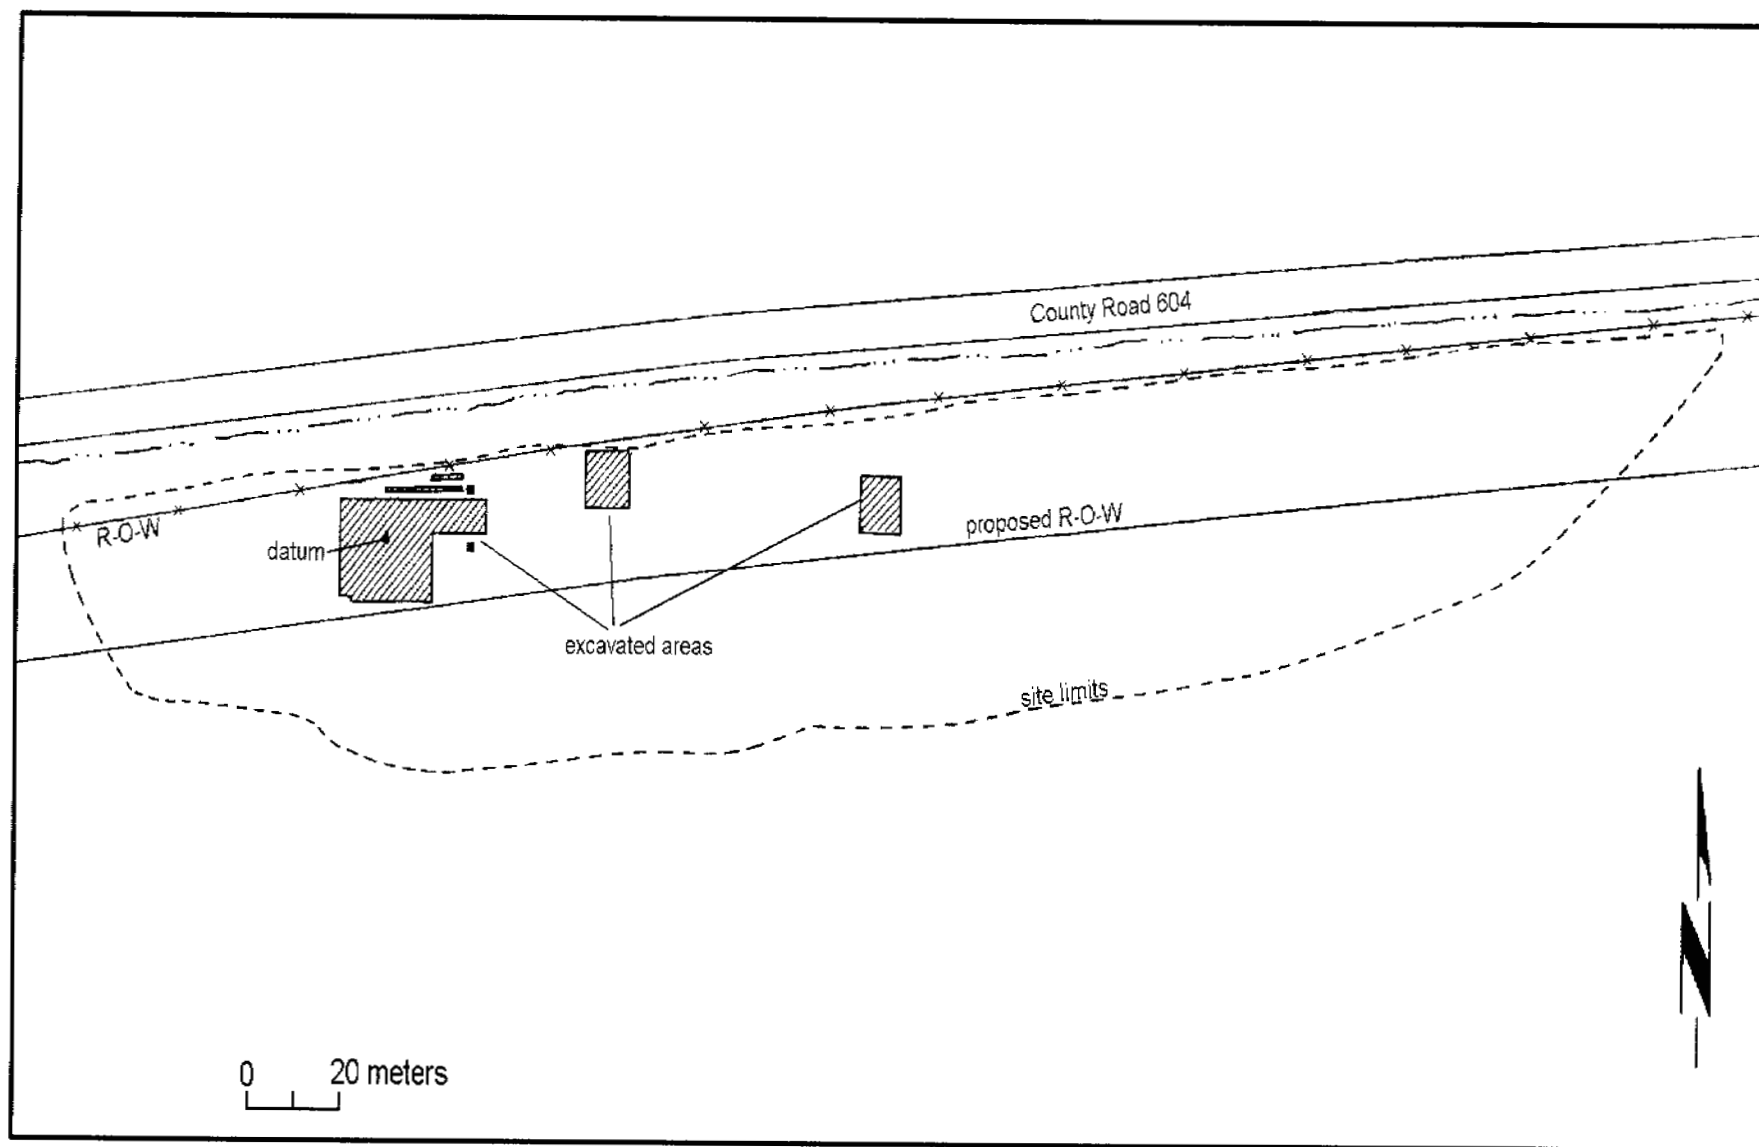 County Road 604
R-O-W
datum
proposed R-O-W
excavated areas
site limits
N
0 20 meters